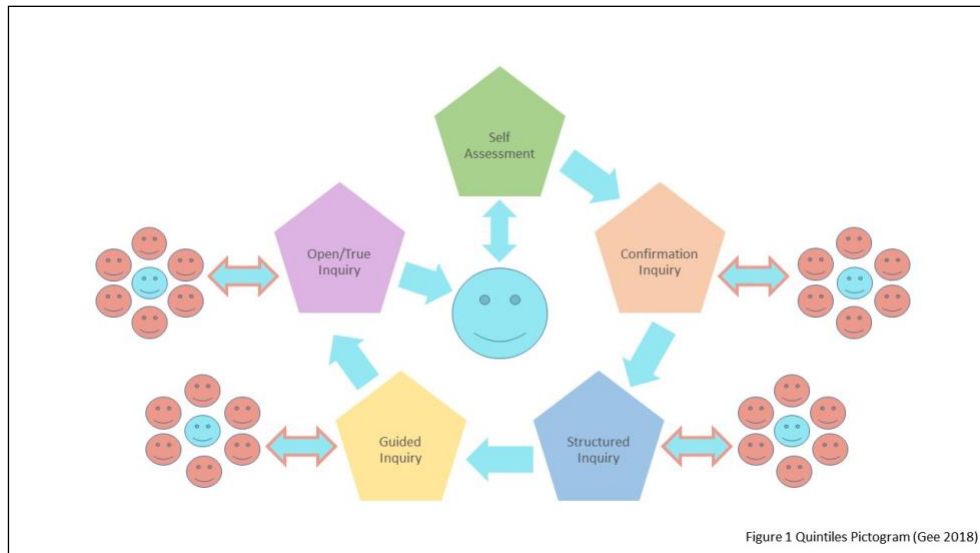 Self
Assessment
Open/True
Inquiry
Confirmation
Inquiry
Guided
Inquiry
Structured
Inquiry
Figure 1 Quintiles Pictogram (Gee 2018)